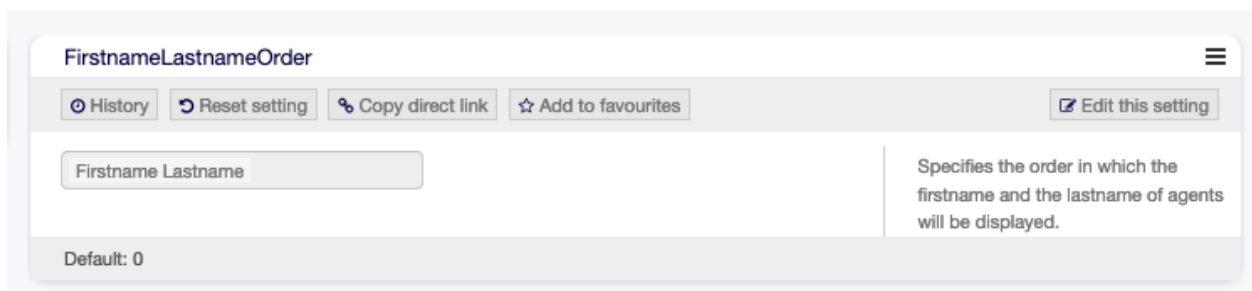 FirstnameLastnameOrder
History Reset setting Copy direct link Add to favourites Edit this setting
Firstname Lastname
Specifies the order in which the
firstname and the lastname of agents
will be displayed.
Default: 0